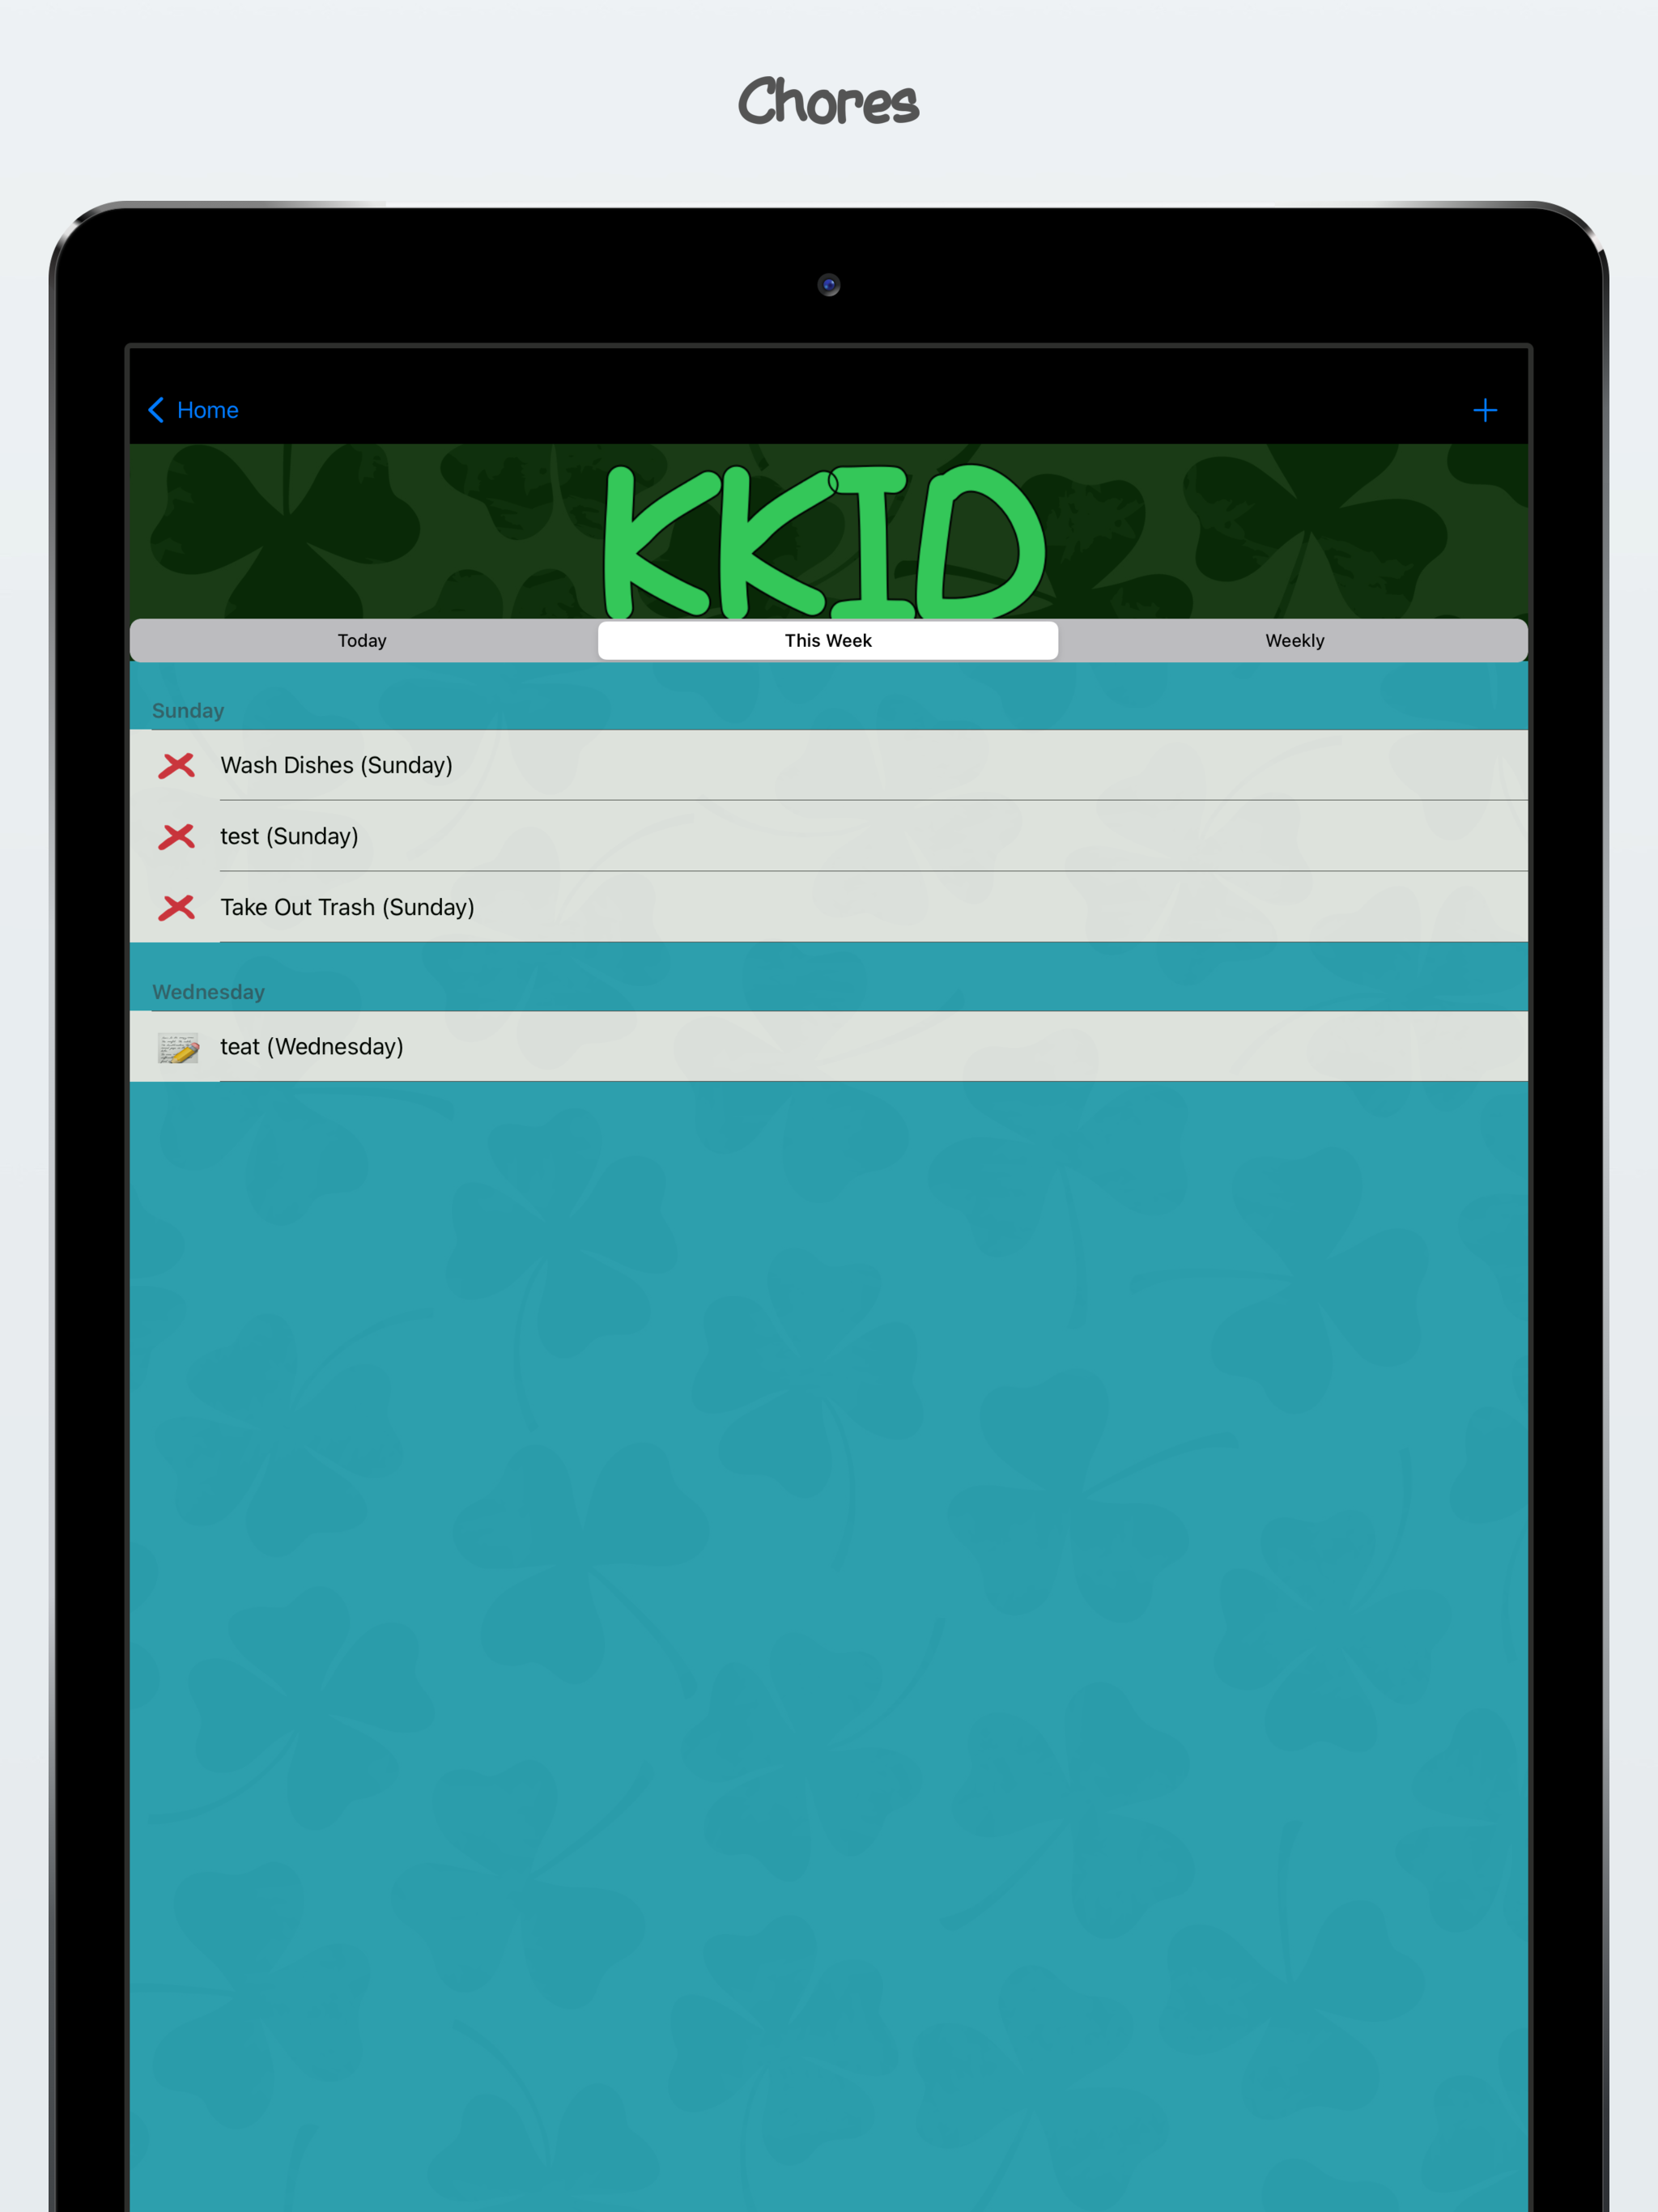 Chores
Home
KKID
Today This Week Weekly
Sunday
Wash Dishes (Sunday)
test (Sunday)
Take Out Trash (Sunday)
Wednesday
teat (Wednesday)